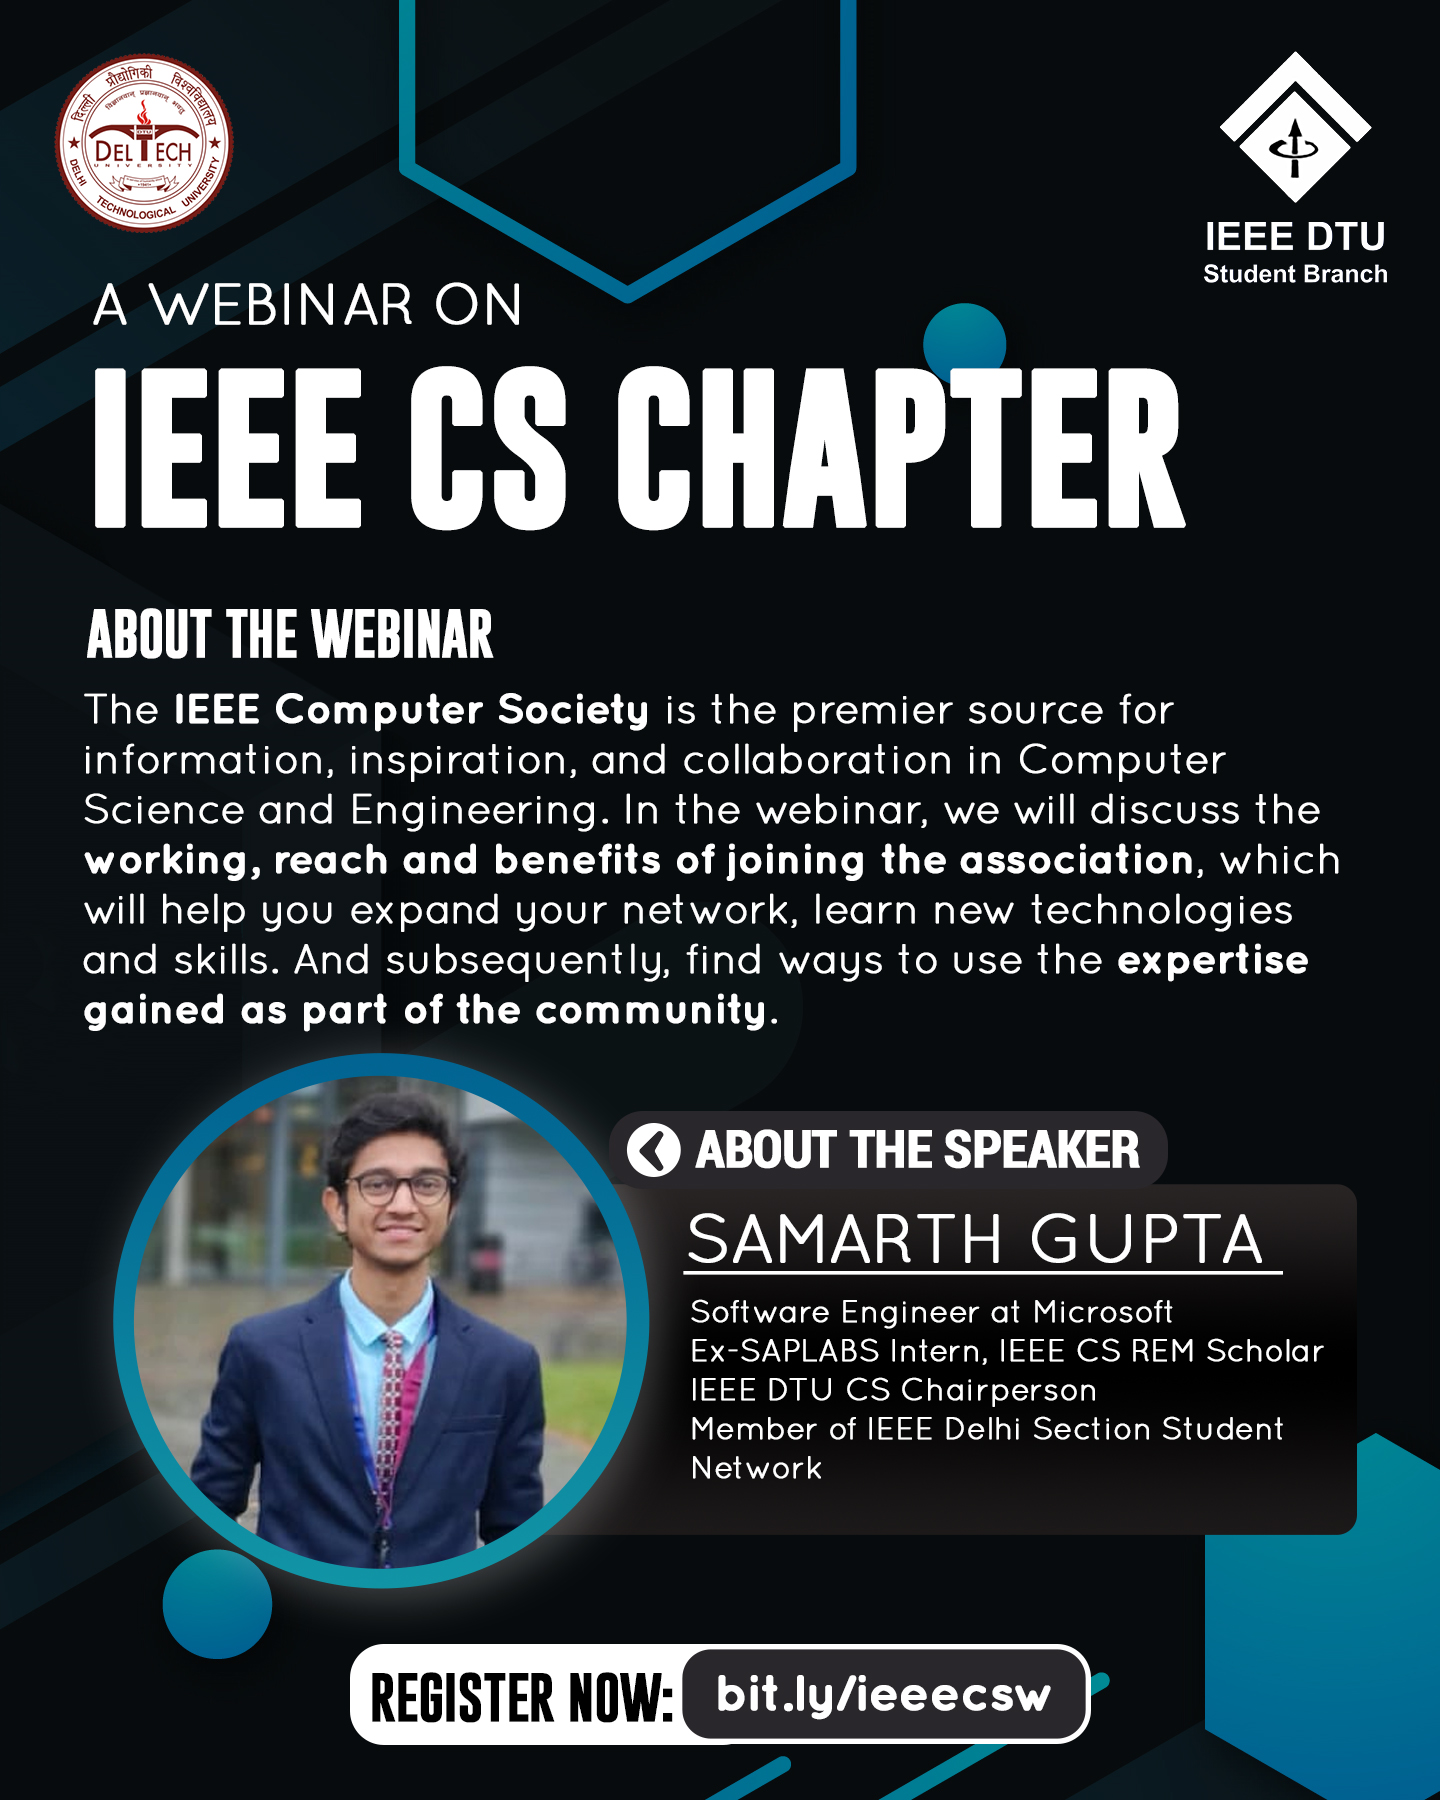 दिल्ली प्रौद्योगिकी विश्वविद्यालय
DTU
DELTECH
UNIVERSITY
DELHI TECHNOLOGICAL UNIVERSITY
IEEE DTU
Student Branch
A WEBINAR ON
IEEE CS CHAPTER
ABOUT THE WEBINAR
The IEEE Computer Society is the premier source for
information, inspiration, and collaboration in Computer
Science and Engineering. In the webinar, we will discuss the
working, reach and benefits of joining the association, which
will help you expand your network, learn new technologies
and skills. And subsequently, find ways to use the expertise
gained as part of the community.
ABOUT THE SPEAKER
SAMARTH GUPTA
Software Engineer at Microsoft
Ex-SAPLABS Intern, IEEE CS REM Scholar
IEEE DTU CS Chairperson
Member of IEEE Delhi Section Student
Network
REGISTER NOW: bit.ly/ieeecsw